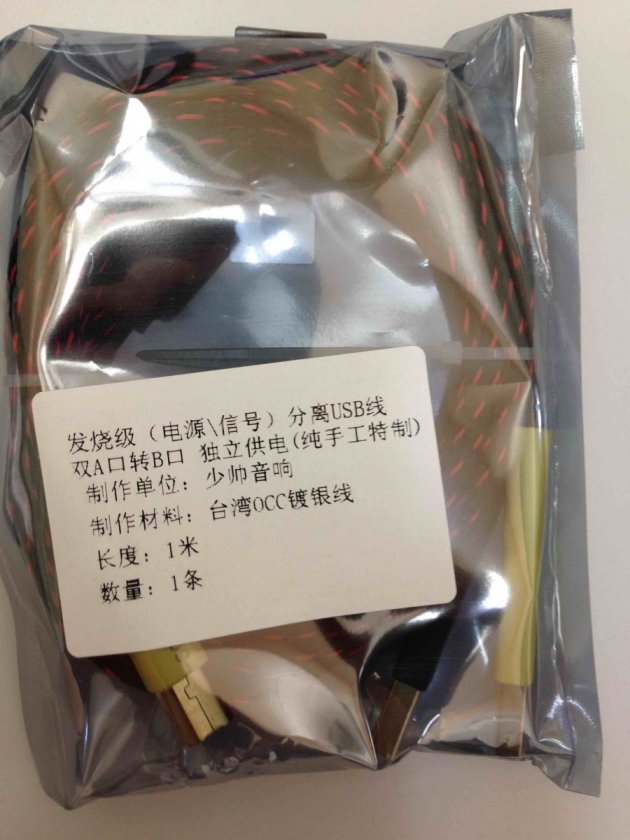 发烧级（电源\信号）分离USB线
双A口转B口 独立供电(纯手工特制)
制作单位：少帅音响
制作材料：台湾OCC镀银线
长度：1米
数量：1条